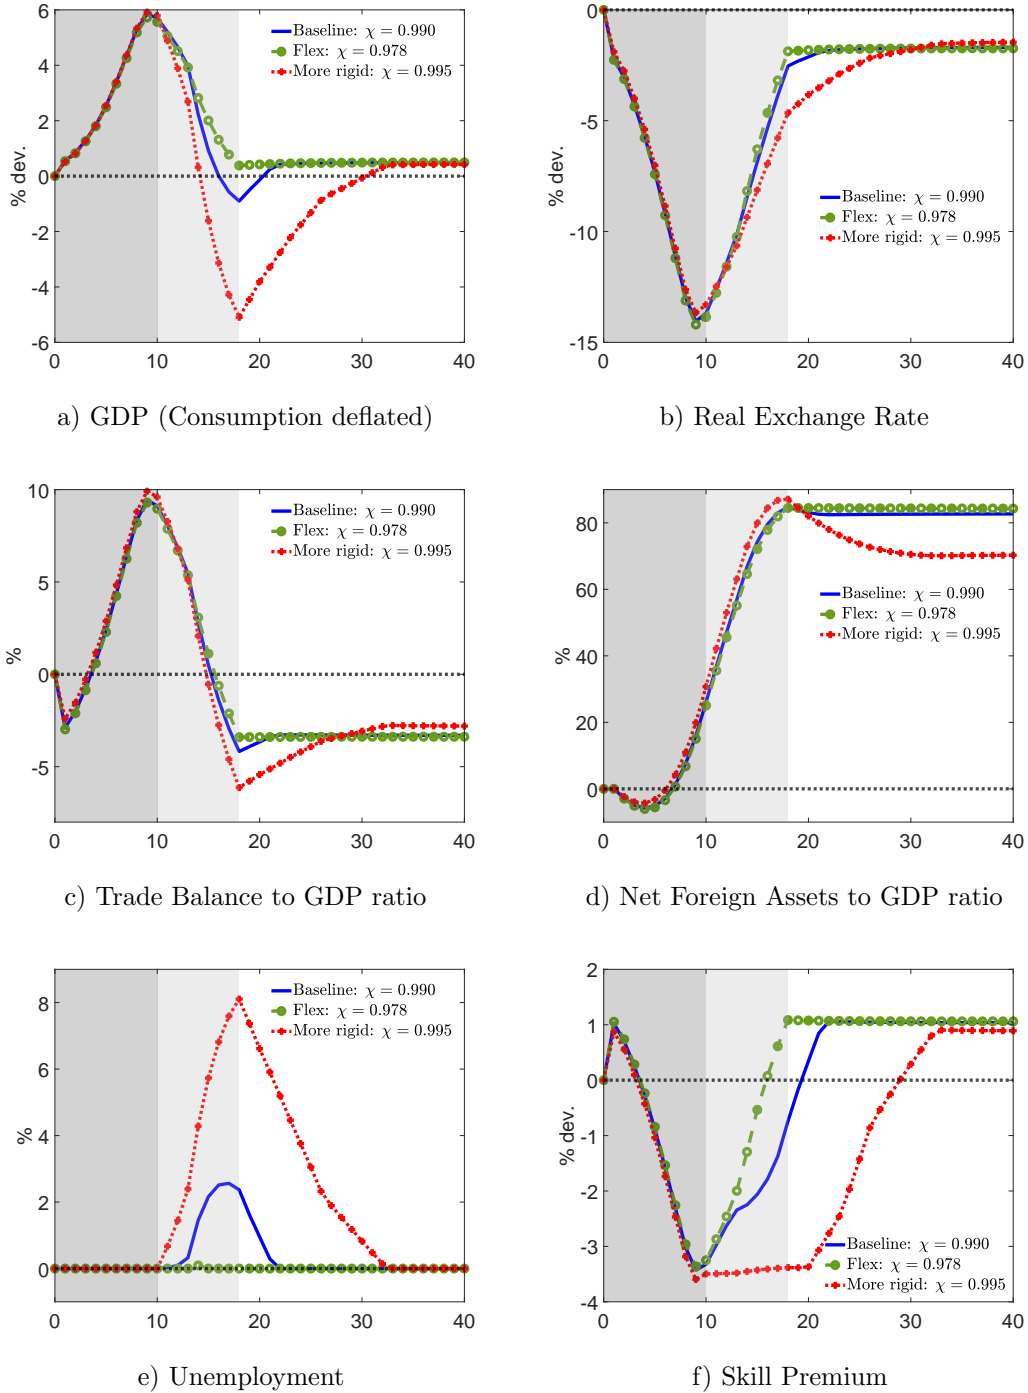 6
4
2
0
-2
-4
-6
% dev.
Baseline: χ = 0.990
Flex: χ = 0.978
More rigid: χ = 0.995
0 10 20 30 40
a) GDP (Consumption deflated)
0
-5
-10
-15
% dev.
Baseline: χ = 0.990
Flex: χ = 0.978
More rigid: χ = 0.995
0 10 20 30 40
b) Real Exchange Rate
10
5
0
-5
%
Baseline: χ = 0.990
Flex: χ = 0.978
More rigid: χ = 0.995
0 10 20 30 40
c) Trade Balance to GDP ratio
80
60
40
20
0
%
Baseline: χ = 0.990
Flex: χ = 0.978
More rigid: χ = 0.995
0 10 20 30 40
d) Net Foreign Assets to GDP ratio
8
6
4
2
0
%
Baseline: χ = 0.990
Flex: χ = 0.978
More rigid: χ = 0.995
0 10 20 30 40
e) Unemployment
2
1
0
-1
-2
-3
-4
% dev.
Baseline: χ = 0.990
Flex: χ = 0.978
More rigid: χ = 0.995
0 10 20 30 40
f) Skill Premium